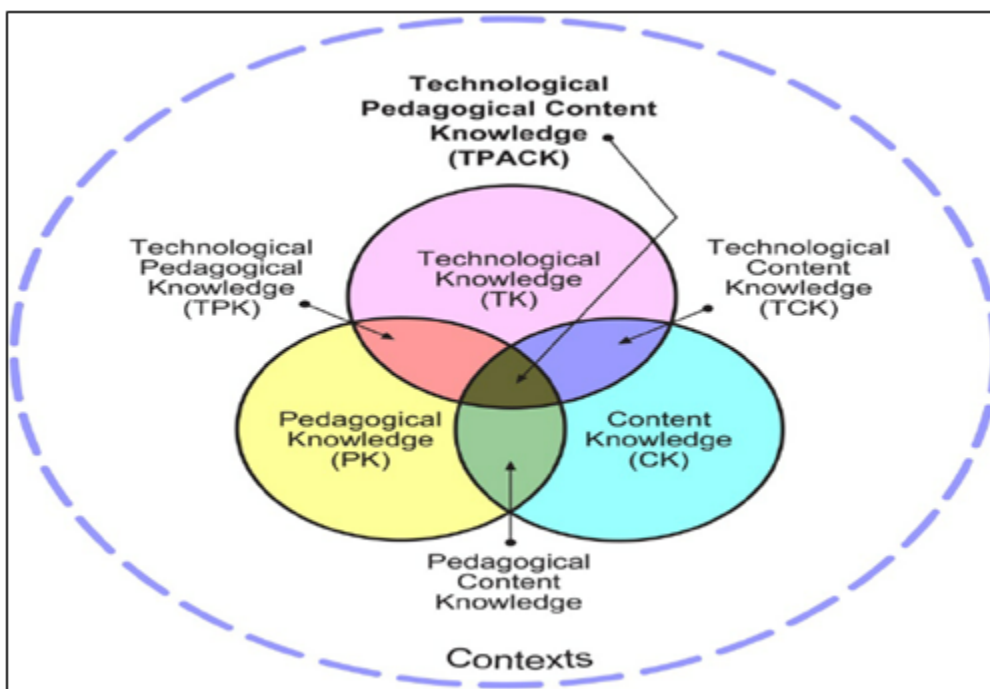 Technological
Pedagogical Content
Knowledge
(TPACK)
Technological
Pedagogical
Knowledge
(TPK)
Technological
Knowledge
(TK)
Technological
Content
Knowledge
(TCK)
Pedagogical
Knowledge
(PK)
Content
Knowledge
(CK)
Pedagogical
Content
Knowledge
Contexts